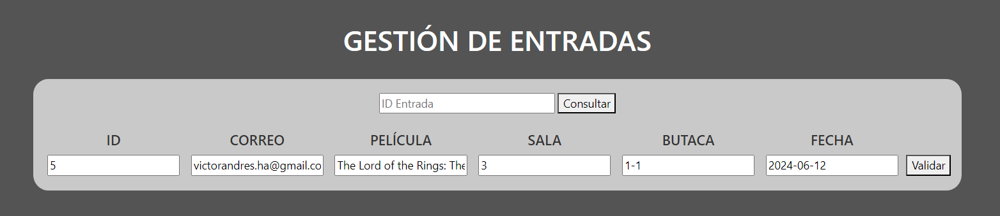 GESTIÓN DE ENTRADAS
ID Entrada Consultar
ID CORREO PELÍCULA SALA BUTACA FECHA
5 victorandres.ha@gmail.co The Lord of the Rings: The 3 1-1 2024-06-12 Validar